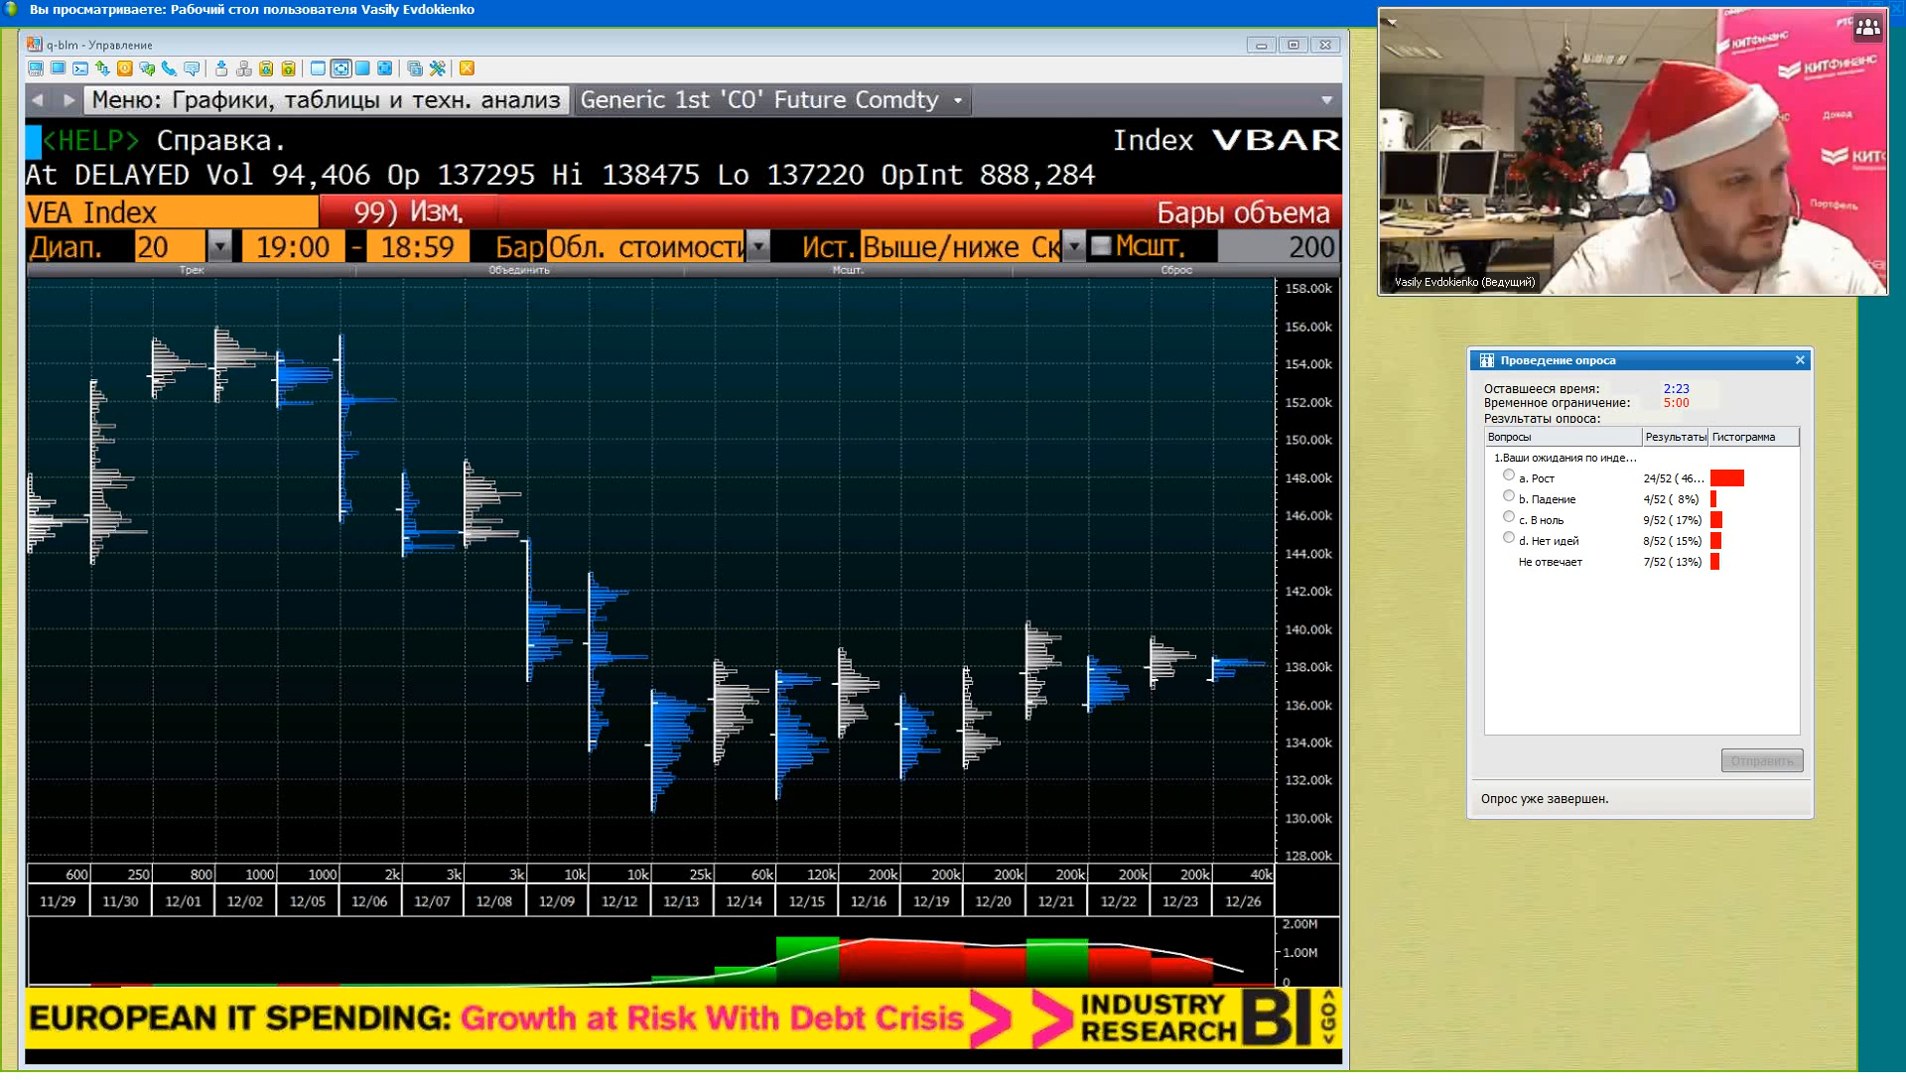 Вы просматриваете: Рабочий стол пользователя Vasily Evdokienko
q-blm - Управление
Меню: Графики, таблицы и техн. анализ
Generic 1st 'CO' Future Comdty
<HELP> Справка.
Index VBAR
At DELAYED Vol 94,406 Op 137295 Hi 138475 Lo 137220 OpInt 888,284
VEA Index
99) Изм.
Бары объема
Диап. 20 19:00 - 18:59 Бар Обл. стоимости Ист. Выше/ниже Ск Мсшт. 200
Трек Объединить Мсшт. Сброс
158.00k
156.00k
154.00k
152.00k
150.00k
148.00k
146.00k
144.00k
142.00k
140.00k
138.00k
136.00k
134.00k
132.00k
130.00k
128.00k
600 250 800 1000 1000 2k 3k 3k 10k 10k 25k 60k 120k 200k 200k 200k 200k 200k 200k 40k
11/29 11/30 12/01 12/02 12/05 12/06 12/07 12/08 12/09 12/12 12/13 12/14 12/15 12/16 12/19 12/20 12/21 12/22 12/23 12/26
2.00M
1.00M
0
EUROPEAN IT SPENDING: Growth at Risk With Debt Crisis
INDUSTRY
RESEARCH
BI
<GO>
КИТФинанс
КИТФинанс
Доход
КИТ
Портфель
Vasily Evdokienko (Ведущий)
Проведение опроса
Оставшееся время: 2:23
Временное ограничение: 5:00
Результаты опроса:
Вопросы Результаты Гистограмма
1.Ваши ожидания по инде...
a. Рост 24/52 ( 46...
b. Падение 4/52 ( 8%)
c. В ноль 9/52 ( 17%)
d. Нет идей 8/52 ( 15%)
Не отвечает 7/52 ( 13%)
Отправить
Опрос уже завершен.